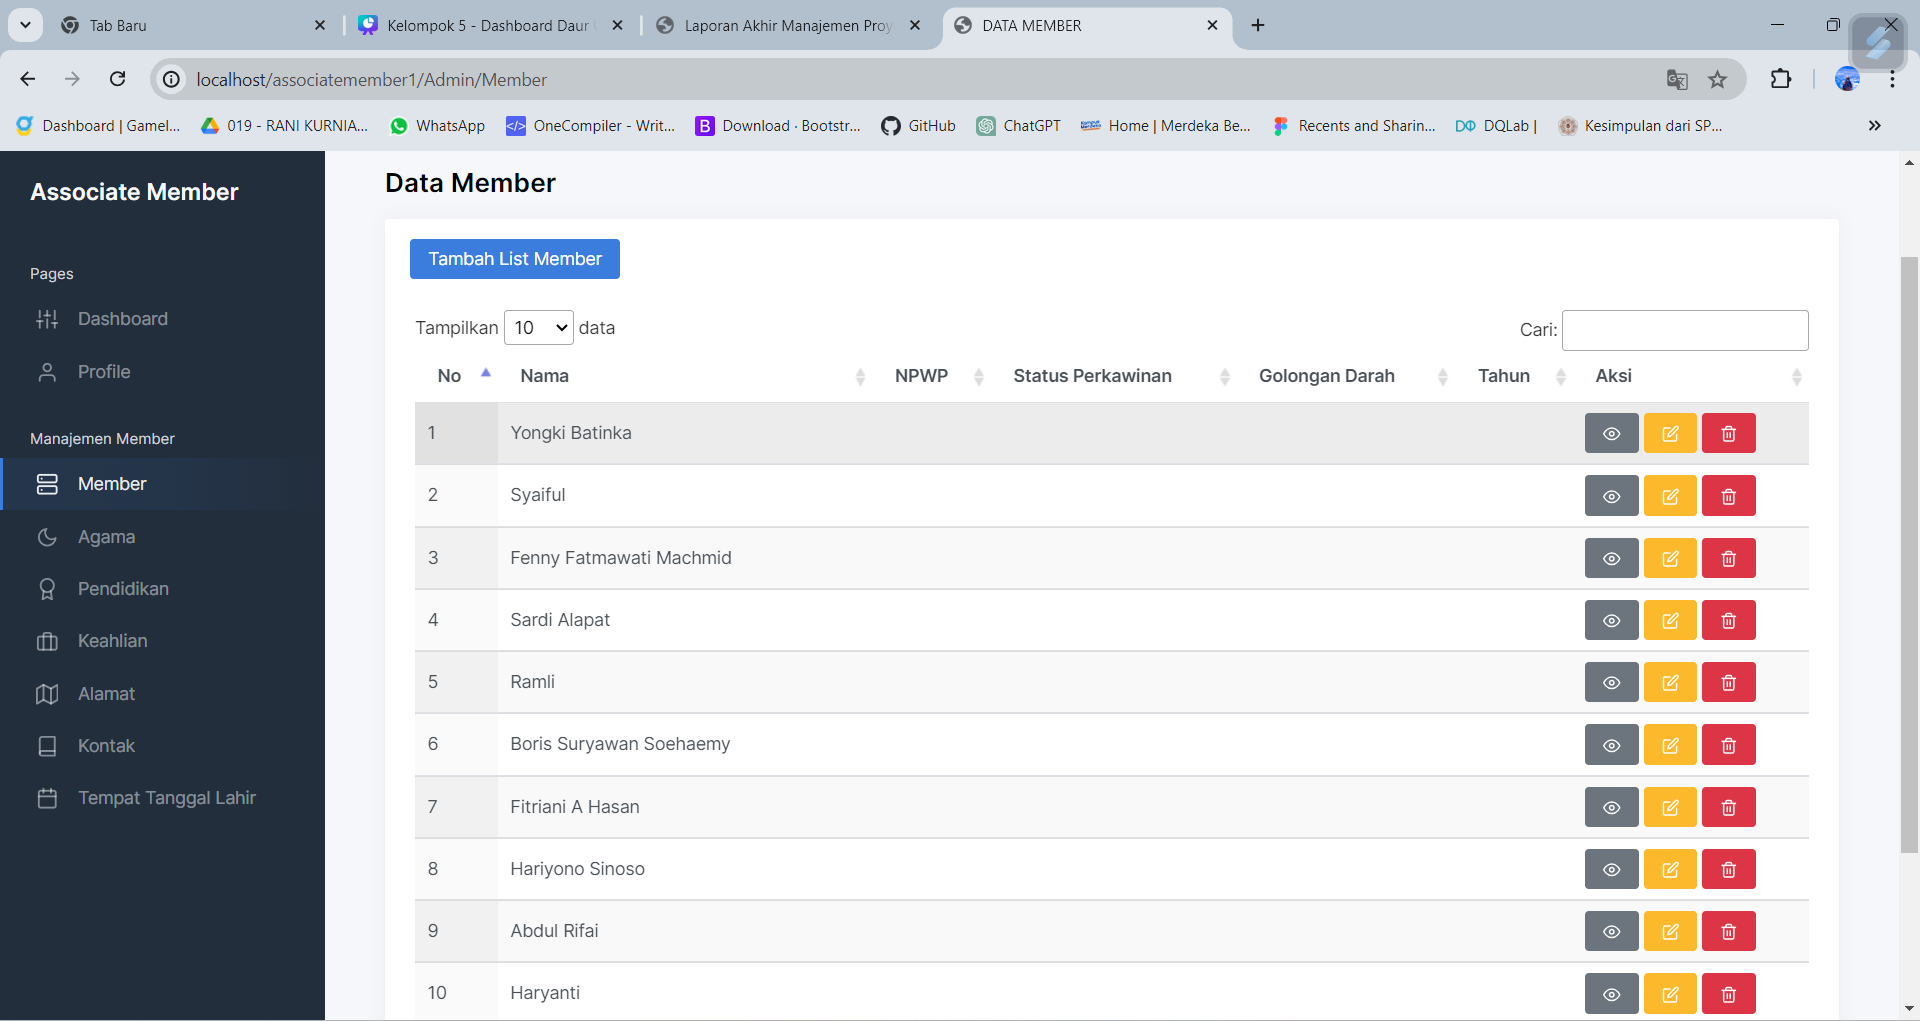 Tab Baru
Kelompok 5 - Dashboard Daur
Laporan Akhir Manajemen Proy
DATA MEMBER
localhost/associatemember1/Admin/Member
Dashboard | Gamel...
019 - RANI KURNIA...
WhatsApp
OneCompiler - Writ...
Download · Bootstr...
GitHub
ChatGPT
Home | Merdeka Be...
Recents and Sharin...
DQLab |
Kesimpulan dari SP...
Associate Member
Pages
Dashboard
Profile
Manajemen Member
Member
Agama
Pendidikan
Keahlian
Alamat
Kontak
Tempat Tanggal Lahir
Data Member
Tambah List Member
Tampilkan 10 data
Cari:
No Nama NPWP Status Perkawinan Golongan Darah Tahun Aksi
1 Yongki Batinka
2 Syaiful
3 Fenny Fatmawati Machmid
4 Sardi Alapat
5 Ramli
6 Boris Suryawan Soehaemy
7 Fitriani A Hasan
8 Hariyono Sinoso
9 Abdul Rifai
10 Haryanti